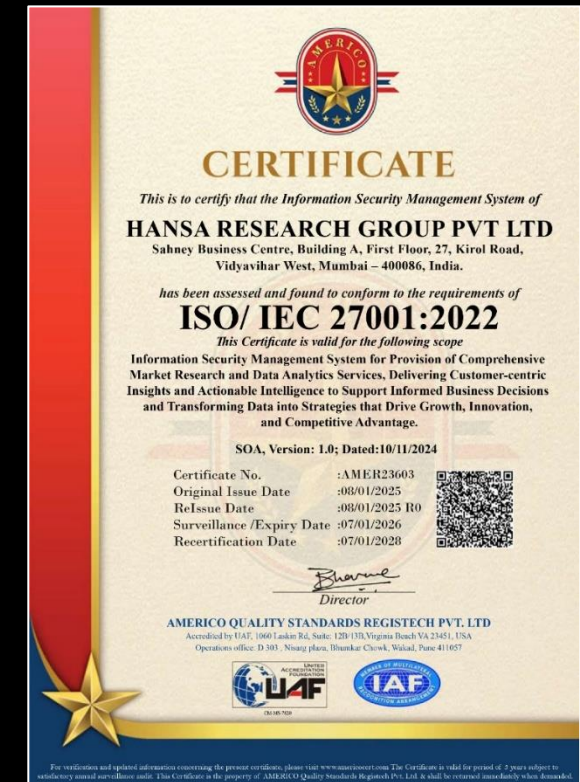 AMERICO
CERTIFICATE
This is to certify that the Information Security Management System of
HANSA RESEARCH GROUP PVT LTD
Sahney Business Centre, Building A, First Floor, 27, Kirol Road,
Vidyavihar West, Mumbai – 400086, India.
has been assessed and found to conform to the requirements of
ISO/ IEC 27001:2022
This Certificate is valid for the following scope
Information Security Management System for Provision of Comprehensive
Market Research and Data Analytics Services, Delivering Customer-centric
Insights and Actionable Intelligence to Support Informed Business Decisions
and Transforming Data into Strategies that Drive Growth, Innovation,
and Competitive Advantage.
SOA, Version: 1.0; Dated:10/11/2024
Certificate No. :AMER23603
Original Issue Date :08/01/2025
ReIssue Date :08/01/2025 R0
Surveillance /Expiry Date :07/01/2026
Recertification Date :07/01/2028
Director
AMERICO QUALITY STANDARDS REGISTECH PVT. LTD
Accredited by UAF, 1060 Laskin Rd, Suite: 12B/13B,Virginia Beach VA 23451, USA
Operations office: D 303 , Nisarg plaza, Bhumkar Chowk, Wakad, Pune 411057
UNITED
ACCREDITATION
FOUNDATION
UAF
MEMBER OF MULTILATERAL
IAF
RECOGNITION ARRANGEMENT
For verification and updated information concerning the present certificate, please visit www.americocert.com The Certificate is valid for period of 3 years subject to
satisfactory annual surveillance audit. This Certificate is the property of AMERICO Quality Standards Registech Pvt. Ltd. & shall be returned immediately when demanded.